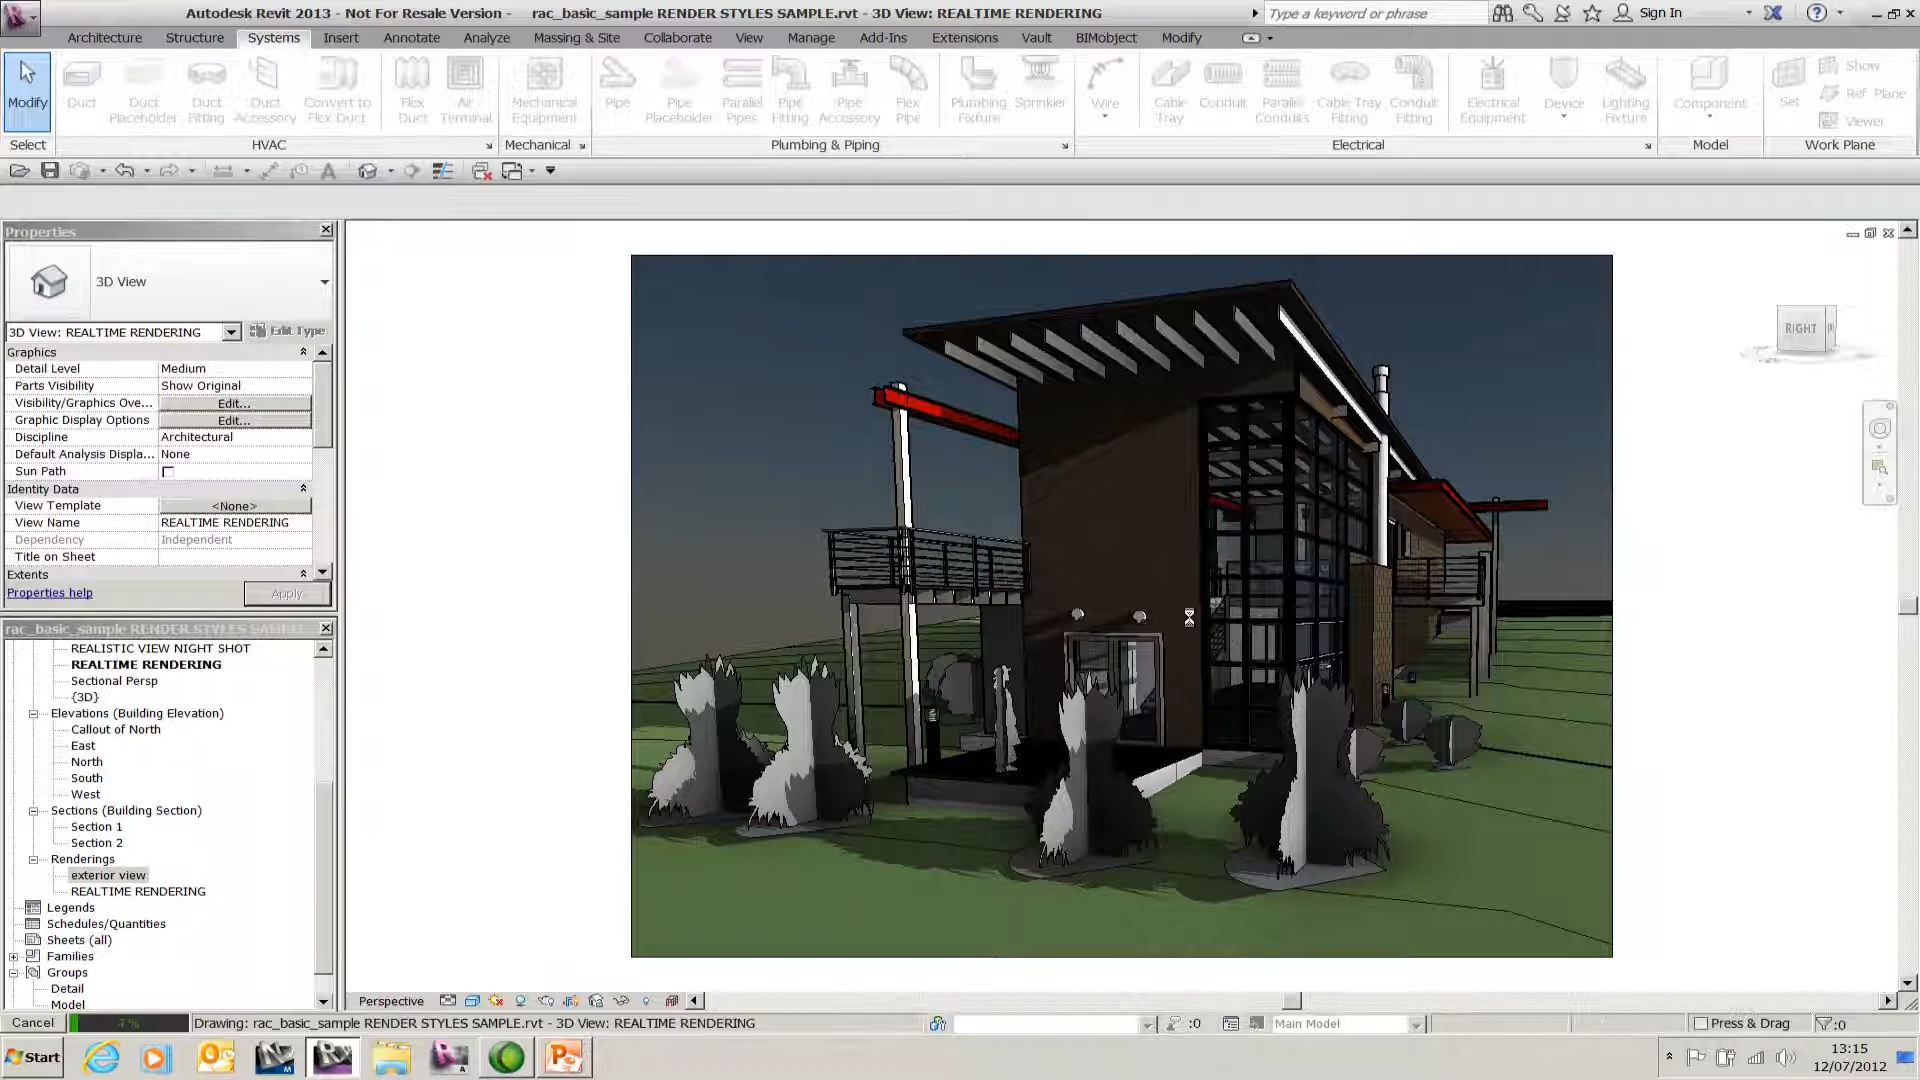 Autodesk Revit 2013 - Not For Resale Version - rac_basic_sample RENDER STYLES SAMPLE.rvt - 3D View: REALTIME RENDERING
Type a keyword or phrase
Sign In
Architecture Structure Systems Insert Annotate Analyze Massing & Site Collaborate View Manage Add-Ins Extensions Vault BIMobject Modify
Modify
Duct
Duct Placeholder
Duct Fitting
Duct Accessory
Convert to Flex Duct
Flex Duct
Air Terminal
Mechanical Equipment
Pipe
Pipe Placeholder
Parallel Pipes
Pipe Fitting
Pipe Accessory
Flex Pipe
Plumbing Fixture
Sprinkler
Wire
Cable Tray
Conduit
Parallel Conduits
Cable Tray Fitting
Conduit Fitting
Electrical Equipment
Device
Lighting Fixture
Component
Set
Show
Ref Plane
Viewer
Select HVAC Mechanical Plumbing & Piping Electrical Model Work Plane
Properties
3D View
3D View: REALTIME RENDERING Edit Type
Graphics
Detail Level Medium
Parts Visibility Show Original
Visibility/Graphics Ove... Edit...
Graphic Display Options Edit...
Discipline Architectural
Default Analysis Displa... None
Sun Path
Identity Data
View Template <None>
View Name REALTIME RENDERING
Dependency Independent
Title on Sheet
Extents
Properties help Apply
rac_basic_sample RENDER STYLES SAM
REALISTIC VIEW NIGHT SHOT
REALTIME RENDERING
Sectional Persp
{3D}
Elevations (Building Elevation)
Callout of North
East
North
South
West
Sections (Building Section)
Section 1
Section 2
Renderings
exterior view
REALTIME RENDERING
Legends
Schedules/Quantities
Sheets (all)
Families
Groups
Detail
Model
RIGHT
Perspective
Cancel
Drawing: rac_basic_sample RENDER STYLES SAMPLE.rvt - 3D View: REALTIME RENDERING
:0
Main Model
Press & Drag
:0
Start
13:15
12/07/2012